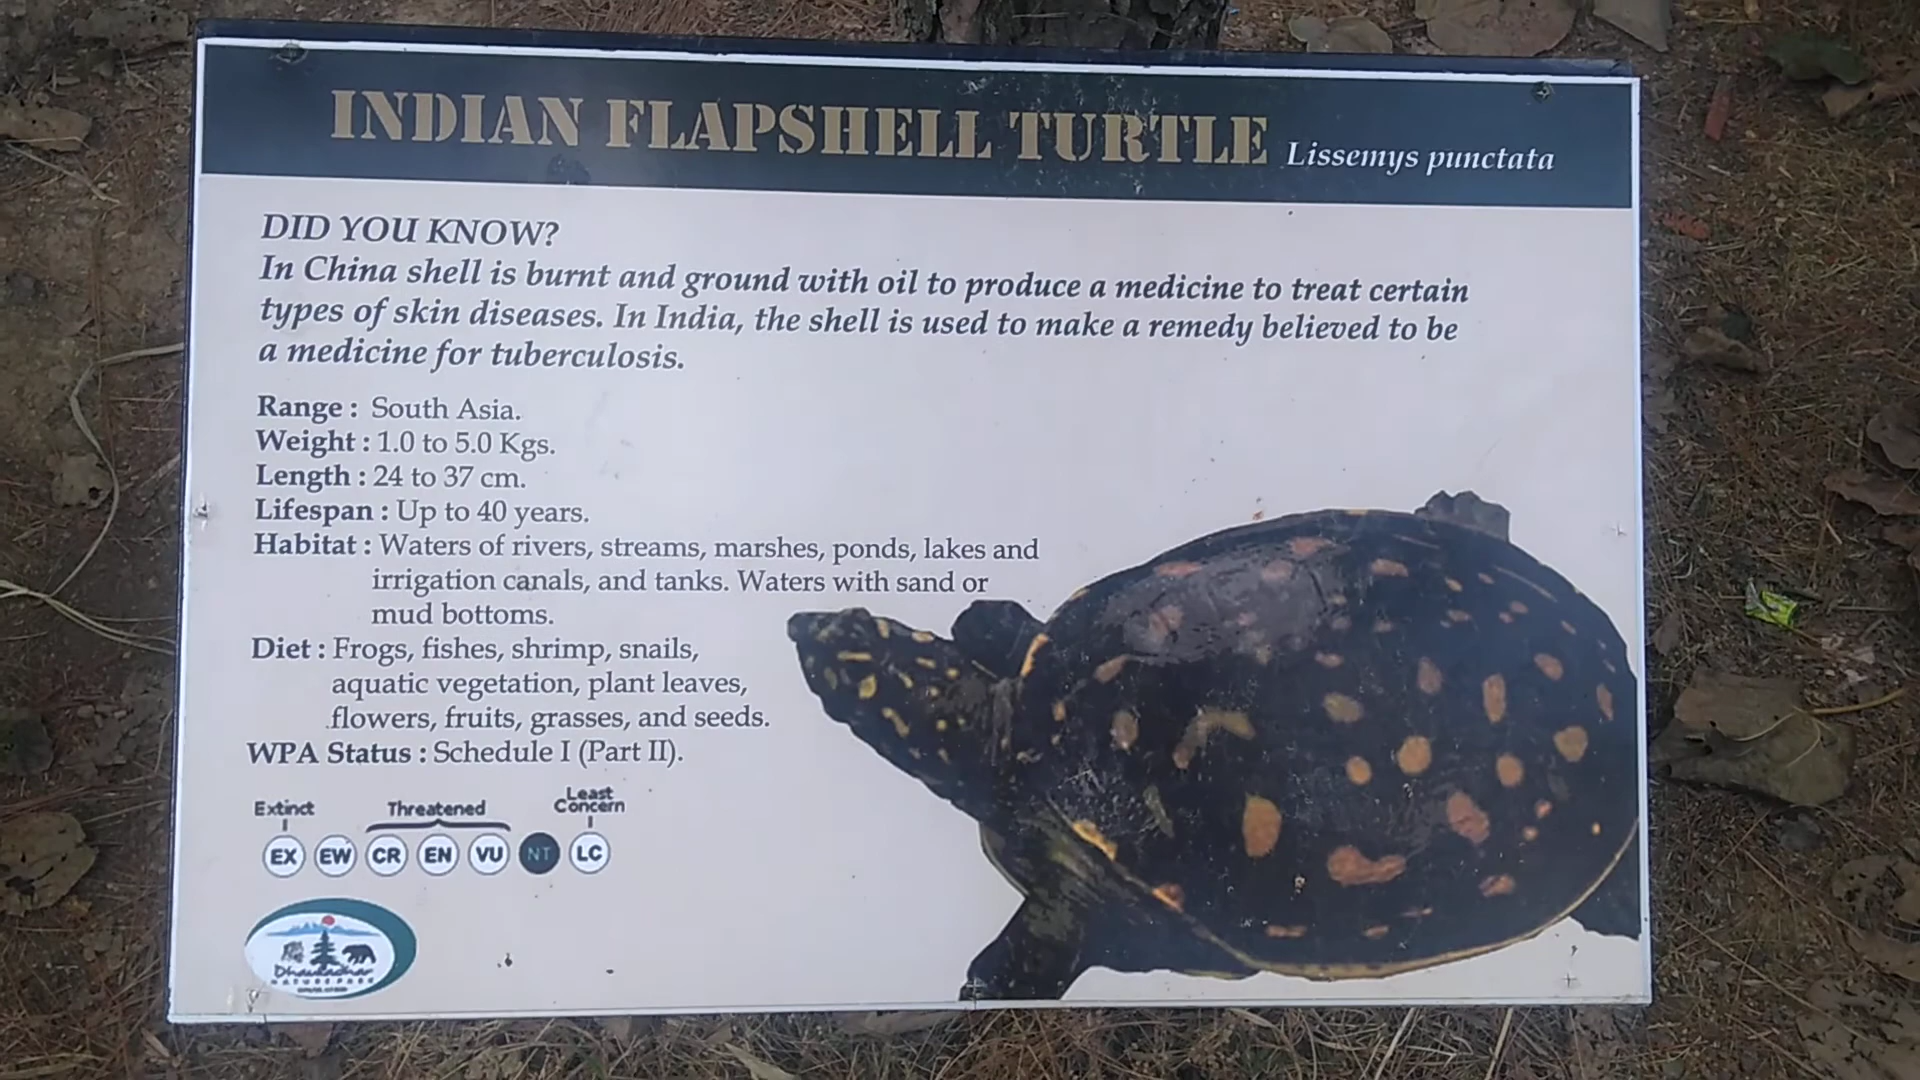 INDIAN FLAPSHELL TURTLE Lissemys punctata
DID YOU KNOW?
In China shell is burnt and ground with oil to produce a medicine to treat certain
types of skin diseases. In India, the shell is used to make a remedy believed to be
a medicine for tuberculosis.
Range : South Asia.
Weight : 1.0 to 5.0 Kgs.
Length : 24 to 37 cm.
Lifespan : Up to 40 years.
Habitat : Waters of rivers, streams, marshes, ponds, lakes and
irrigation canals, and tanks. Waters with sand or
mud bottoms.
Diet : Frogs, fishes, shrimp, snails,
aquatic vegetation, plant leaves,
flowers, fruits, grasses, and seeds.
WPA Status : Schedule I (Part II).
Extinct Threatened Least Concern
EX EW CR EN VU NT LC
Dhauladhar
NATURE PARK